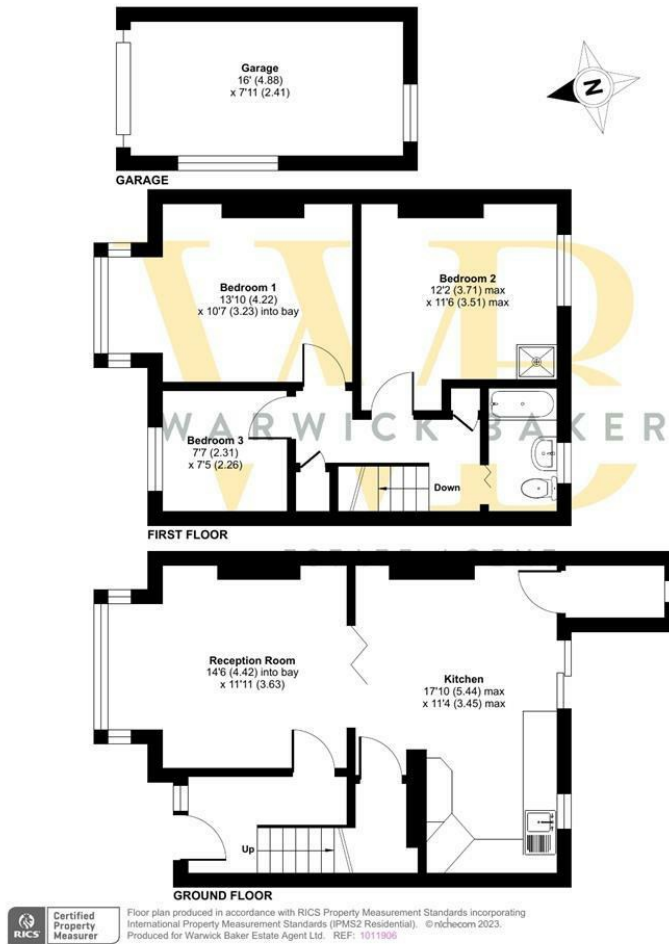 Garage
16' (4.88)
x 7'11 (2.41)
N
GARAGE
Bedroom 1
13'10 (4.22)
x 10'7 (3.23) into bay
Bedroom 2
12'2 (3.71) max
x 11'6 (3.51) max
WB
WARWICK BAKER
Bedroom 3
7'7 (2.31)
x 7'5 (2.26)
Down
FIRST FLOOR
ESTATE AGENT
Reception Room
14'6 (4.42) into bay
x 11'11 (3.63)
Kitchen
17'10 (5.44) max
x 11'4 (3.45) max
Up
GROUND FLOOR
RICS
Certified
Property
Measurer
Floor plan produced in accordance with RICS Property Measurement Standards incorporating
International Property Measurement Standards (IPMS2 Residential). © nichecom 2023.
Produced for Warwick Baker Estate Agent Ltd. REF: 1011906